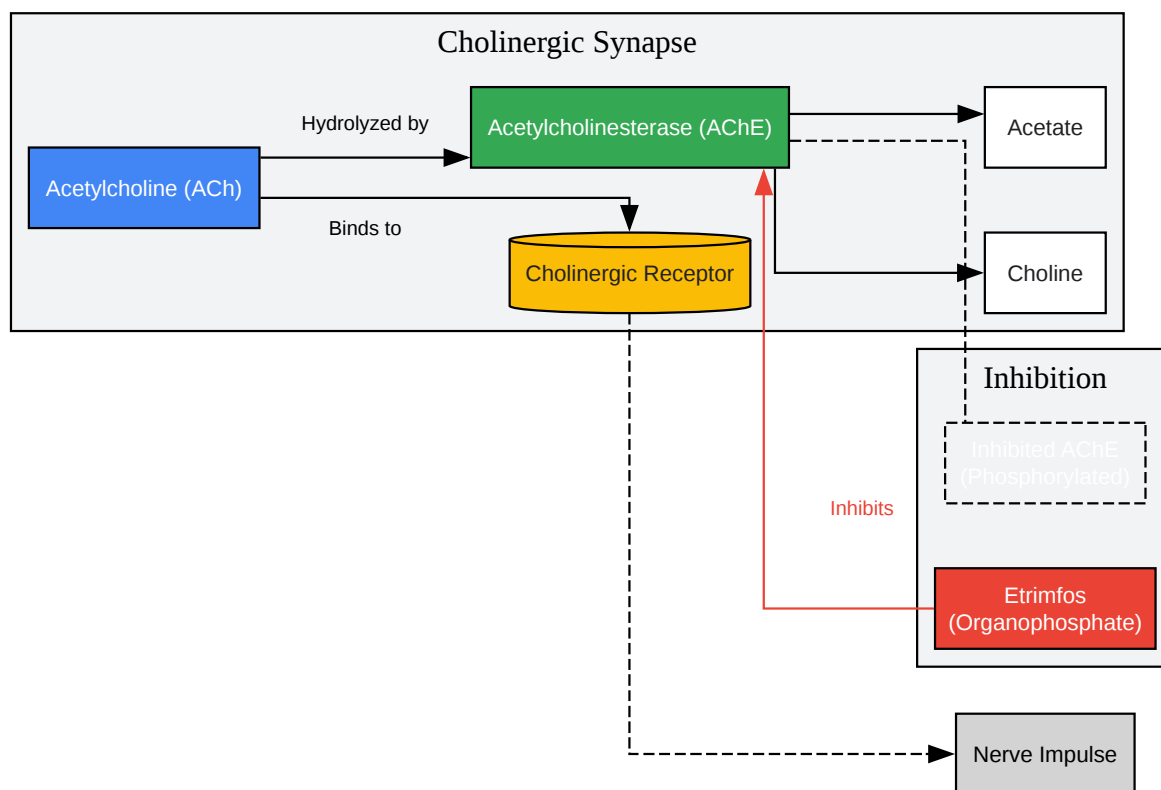 Cholinergic Synapse
Hydrolyzed by
Acetylcholinesterase (AChE)
Acetate
Acetylcholine (ACh)
Binds to
Cholinergic Receptor
Choline
Inhibition
Inhibited AChE
(Phosphorylated)
Inhibits
Etrimfos
(Organophosphate)
Nerve Impulse